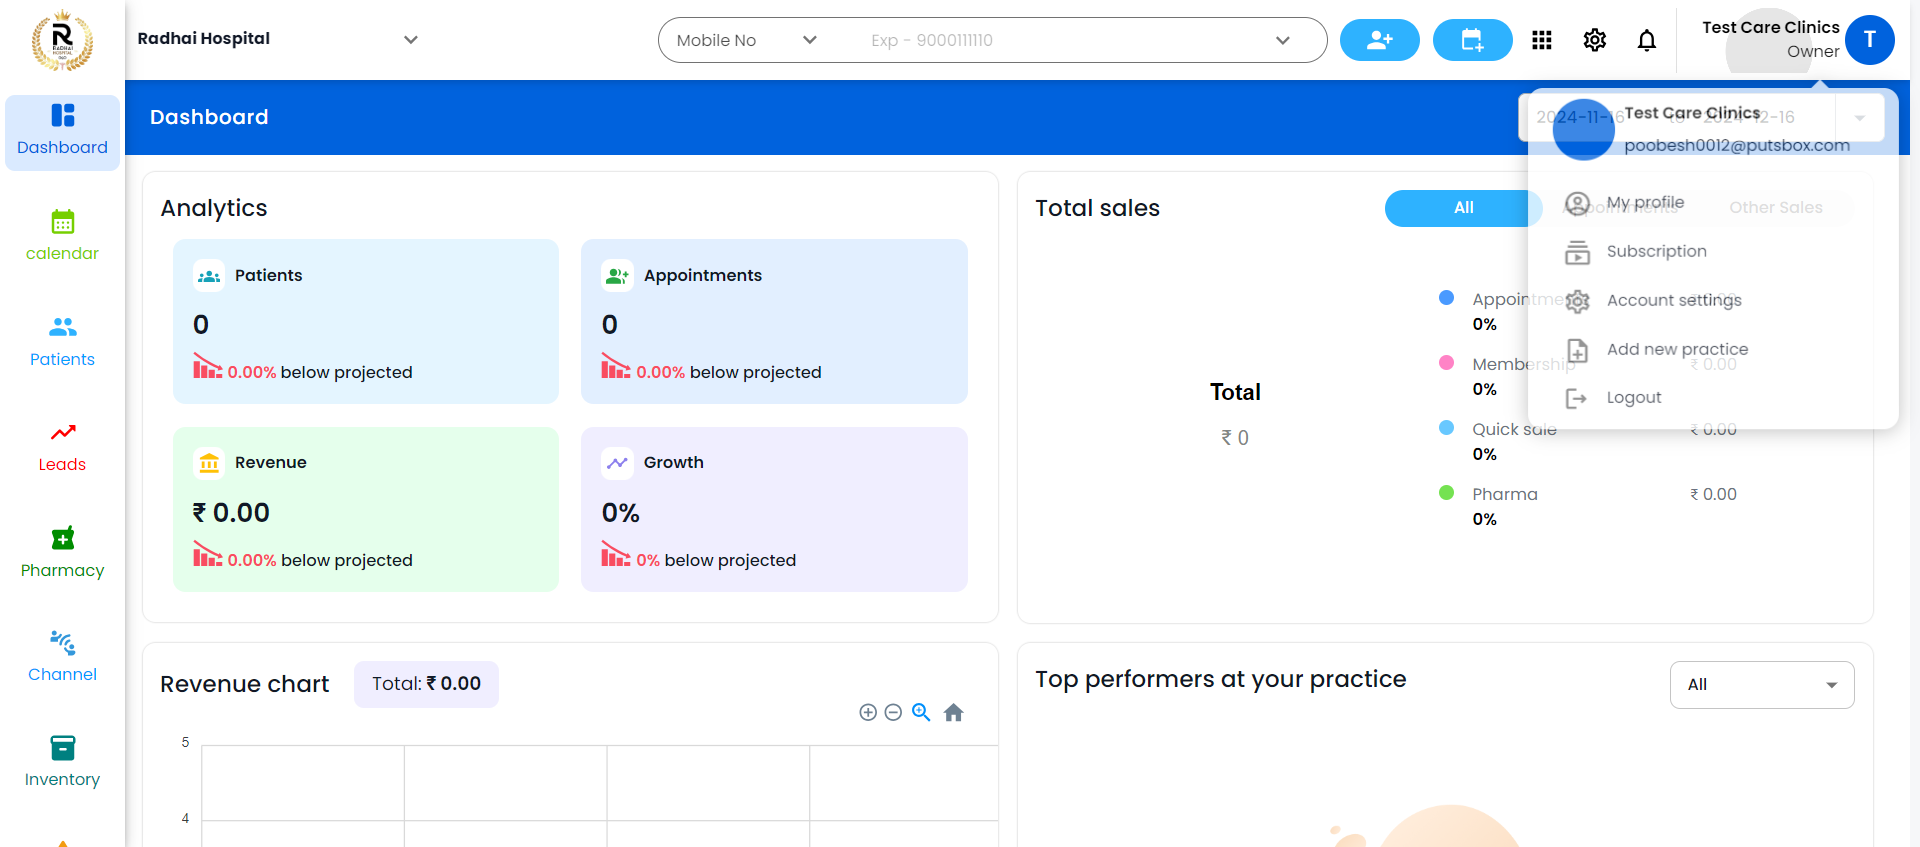 R
RADHAI
HOSPITAL
Radhai Hospital
Mobile No
Exp - 9000111110
Test Care Clinics
Owner
T
Dashboard
calendar
Patients
Leads
Pharmacy
Channel
Inventory
Dashboard
2024-11-16 to 2024-12-16
Test Care Clinics
poobesh0012@putsbox.com
My profile
Subscription
Account settings
Add new practice
Logout
Analytics
Patients
0
0.00% below projected
Appointments
0
0.00% below projected
Revenue
₹ 0.00
0.00% below projected
Growth
0%
0% below projected
Total sales
All
Appointments
Other Sales
Total
₹ 0
Appointme
0%
Membership
₹ 0.00
0%
Quick sale
₹ 0.00
0%
Pharma
₹ 0.00
0%
Revenue chart
Total: ₹ 0.00
5
4
Top performers at your practice
All